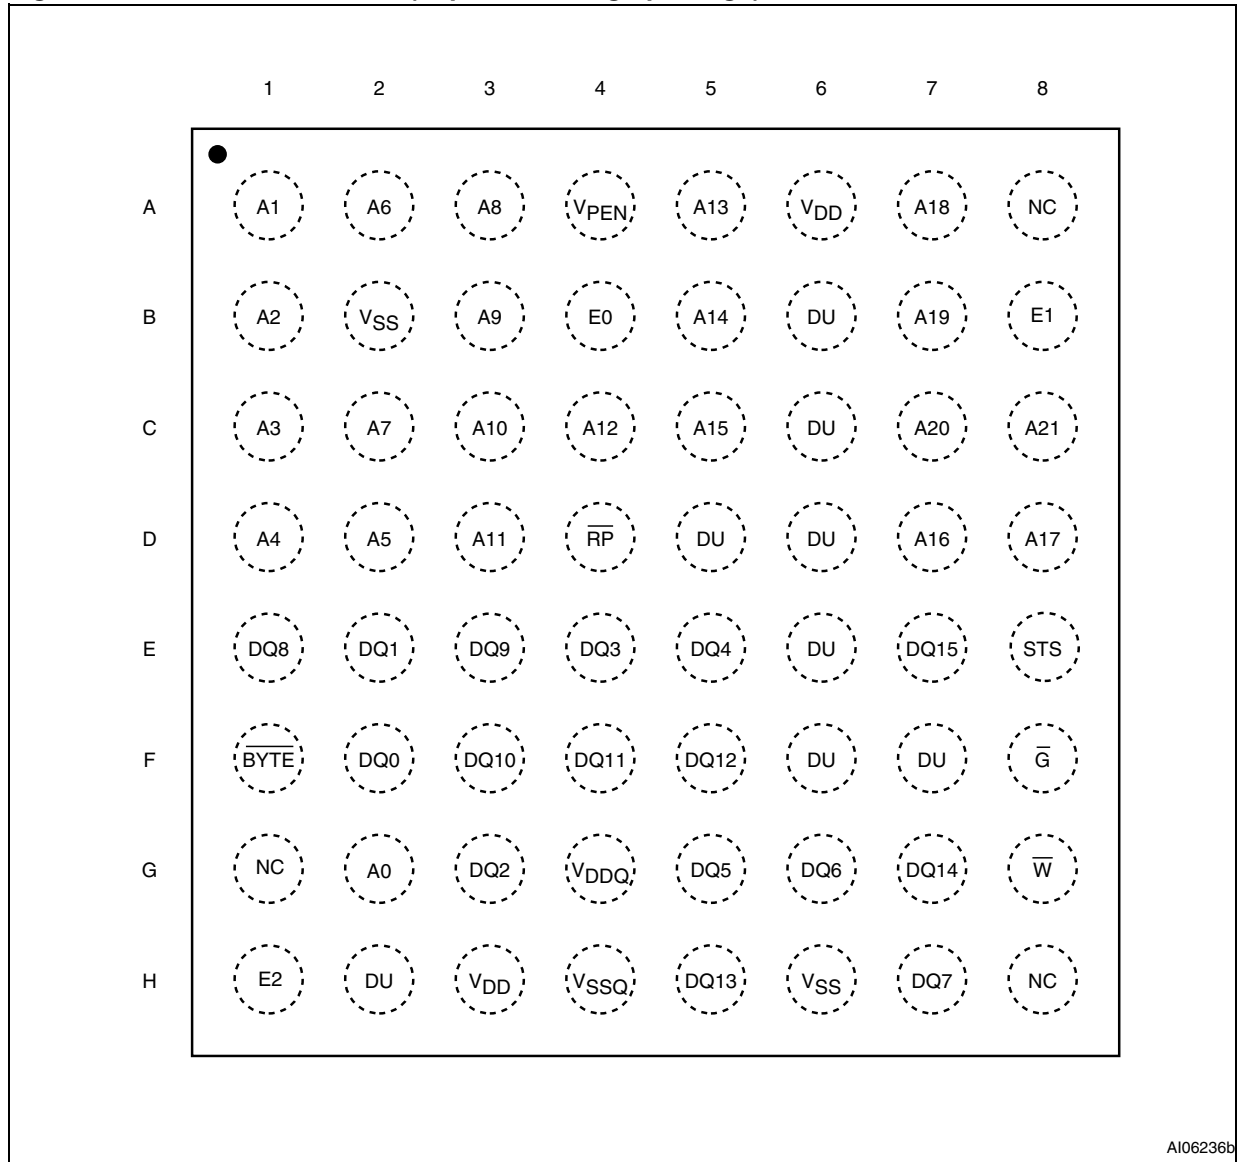 1 2 3 4 5 6 7 8
A A1 A6 A8 VPEN A13 VDD A18 NC
B A2 VSS A9 E0 A14 DU A19 E1
C A3 A7 A10 A12 A15 DU A20 A21
D A4 A5 A11 R̅P̅ DU DU A16 A17
E DQ8 DQ1 DQ9 DQ3 DQ4 DU DQ15 STS
F B̅Y̅T̅E̅ DQ0 DQ10 DQ11 DQ12 DU DU G̅
G NC A0 DQ2 VDDQ DQ5 DQ6 DQ14 W̅
H E2 DU VDD VSSQ DQ13 VSS DQ7 NC
AI06236b